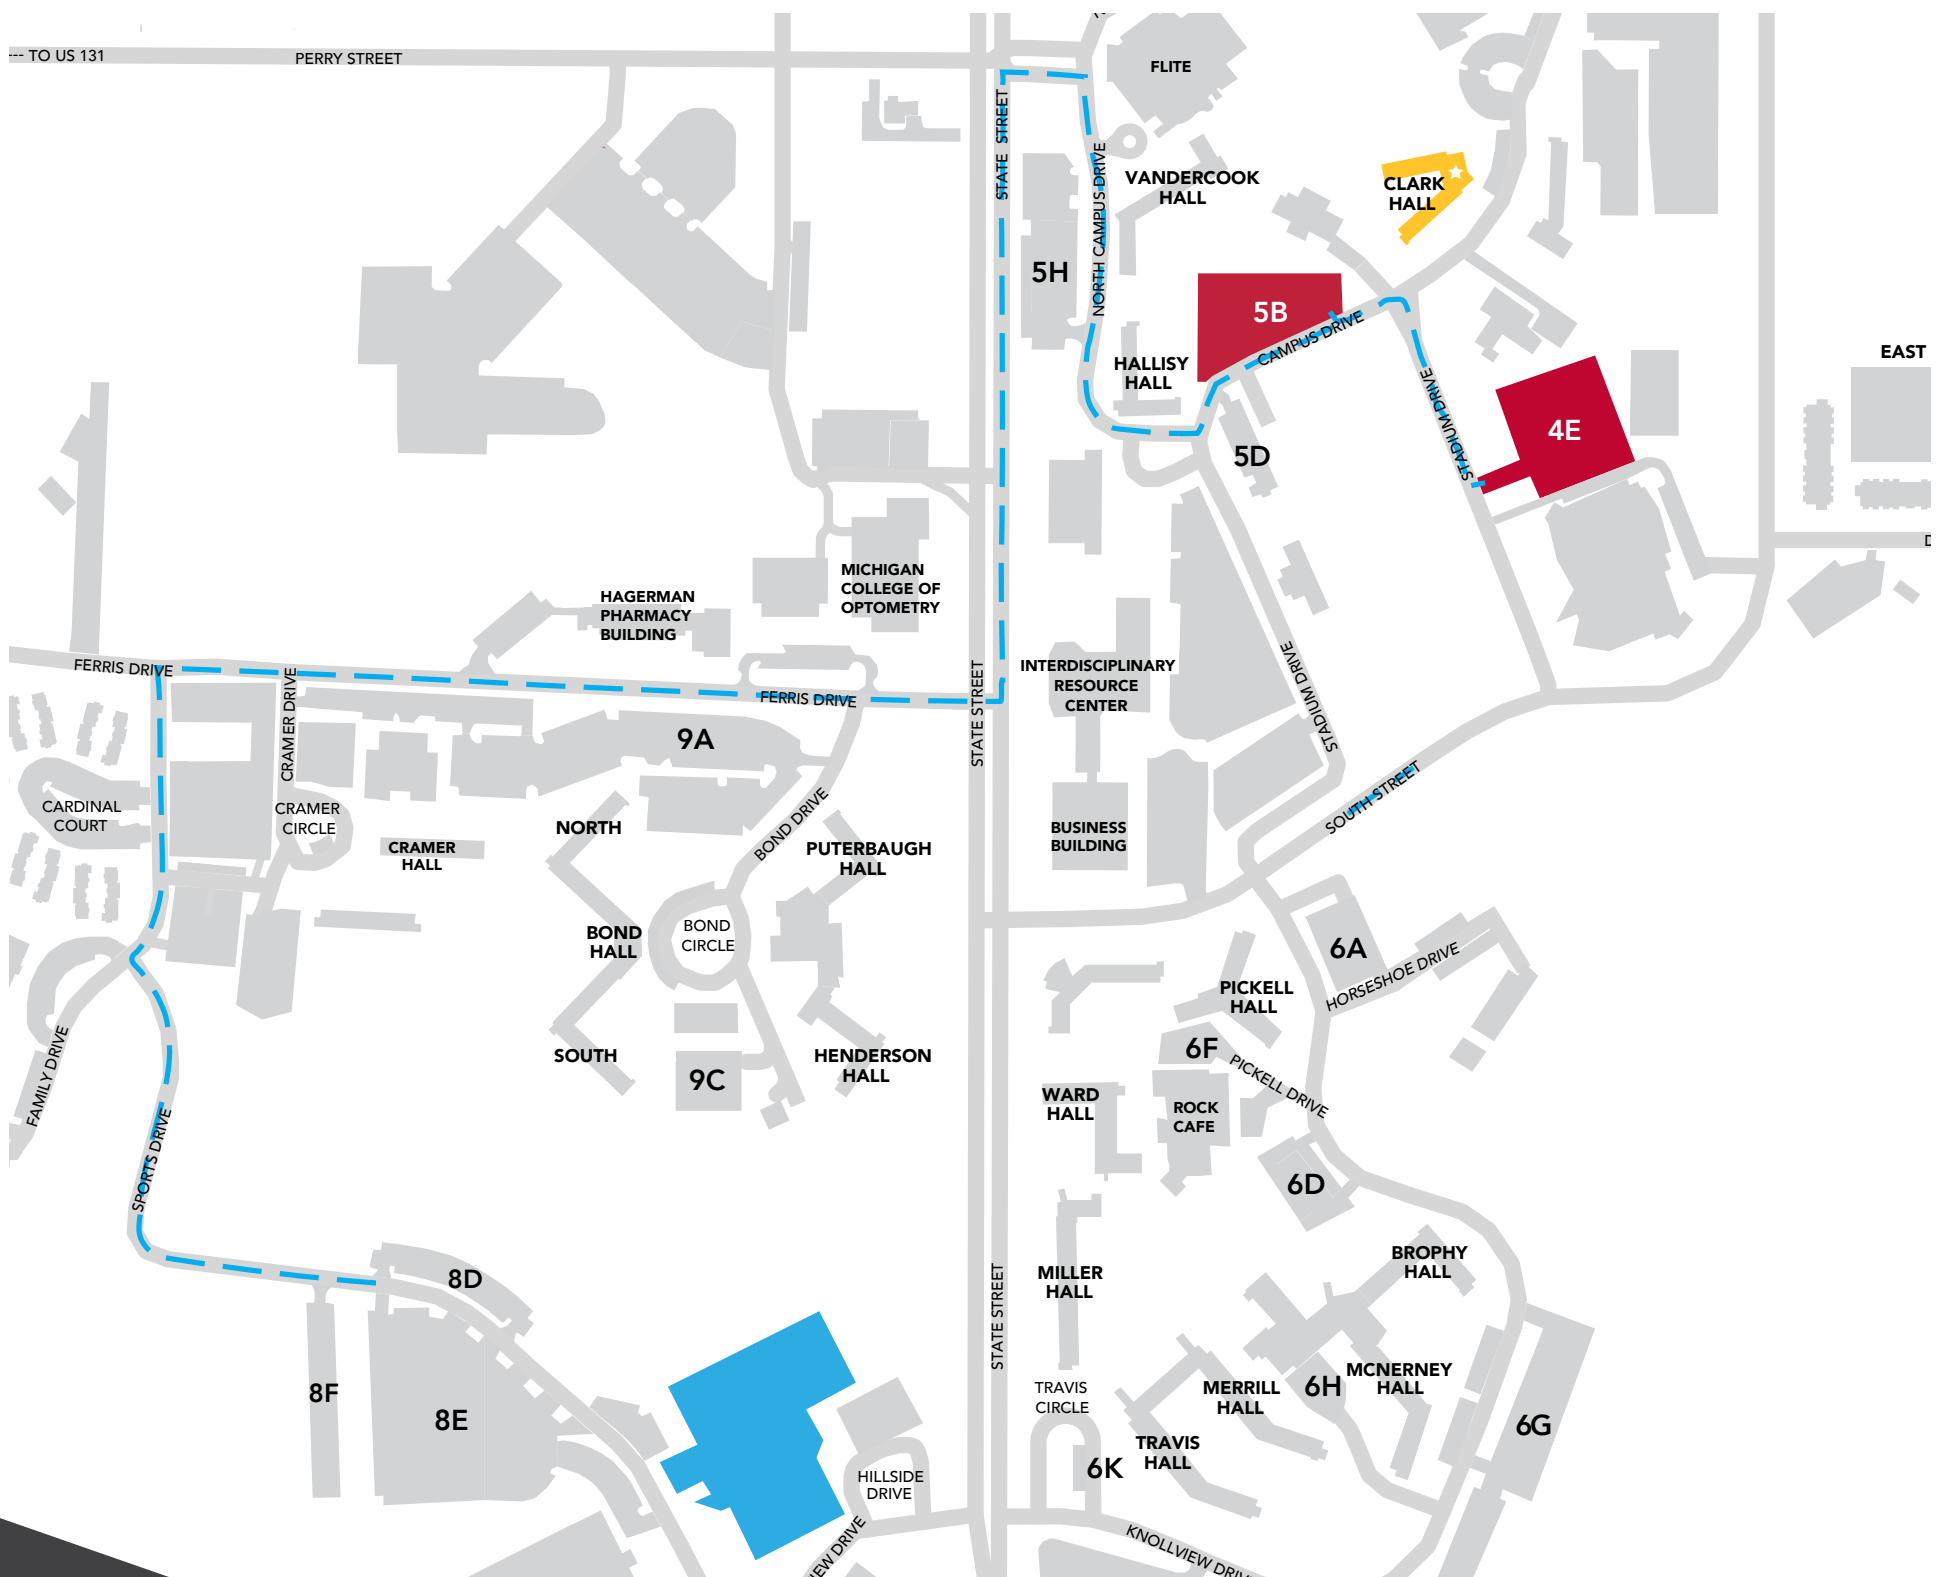 --- TO US 131
PERRY STREET
FLITE
STATE STREET
NORTH CAMPUS DRIVE
VANDERCOOK
HALL
CLARK
HALL
5H
5B
CAMPUS DRIVE
HALLISY
HALL
STADIUM DRIVE
EAST
4E
5D
D
MICHIGAN
COLLEGE OF
OPTOMETRY
HAGERMAN
PHARMACY
BUILDING
FERRIS DRIVE
CRAMER DRIVE
FERRIS DRIVE
STATE STREET
INTERDISCIPLINARY
RESOURCE
CENTER
STADIUM DRIVE
9A
CARDINAL
COURT
CRAMER
CIRCLE
SOUTH STREET
NORTH
CRAMER
HALL
BOND DRIVE
PUTERBAUGH
HALL
BUSINESS
BUILDING
BOND
HALL
BOND
CIRCLE
6A
HORSESHOE DRIVE
PICKELL
HALL
FAMILY DRIVE
SOUTH
9C
HENDERSON
HALL
6F
PICKELL DRIVE
WARD
HALL
ROCK
CAFE
SPORTS DRIVE
6D
8D
STATE STREET
MILLER
HALL
BROPHY
HALL
8F
8E
TRAVIS
CIRCLE
MERRILL
HALL
6H
MCNERNEY
HALL
6G
6K
TRAVIS
HALL
HILLSIDE
DRIVE
IEW DRIVE
KNOLLVIEW DRIVE